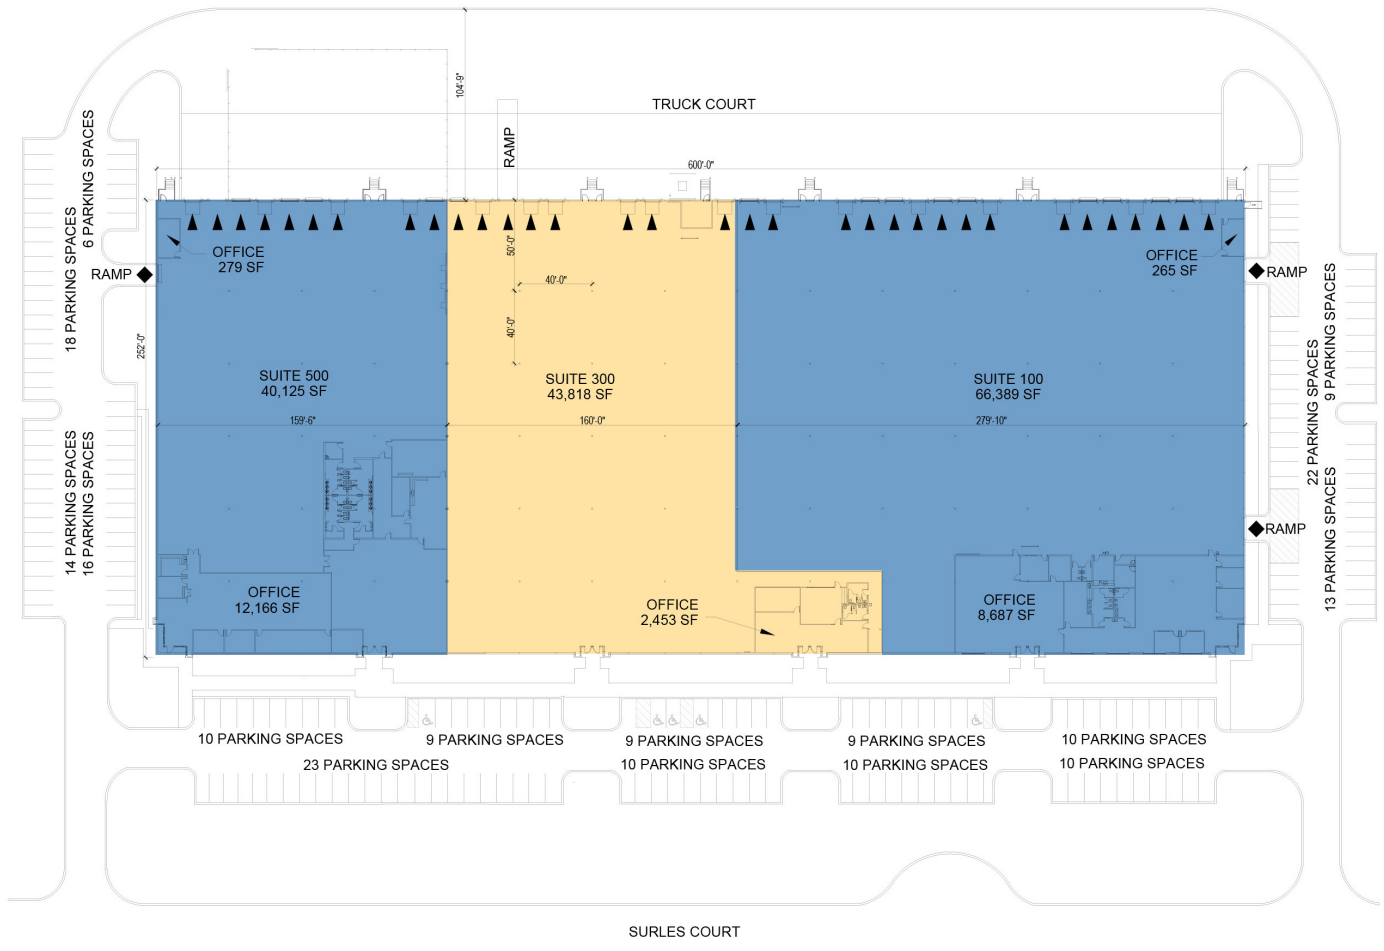 104'-9"
TRUCK COURT
RAMP
600'-0"
6 PARKING SPACES
18 PARKING SPACES
OFFICE
279 SF
50'-0"
OFFICE
265 SF
RAMP
RAMP
40'-0"
9 PARKING SPACES
252'-0"
40'-0"
SUITE 500
40,125 SF
SUITE 300
43,818 SF
SUITE 100
66,389 SF
22 PARKING SPACES
159'-6"
160'-0"
279'-10"
14 PARKING SPACES
16 PARKING SPACES
RAMP
13 PARKING SPACES
OFFICE
12,166 SF
OFFICE
2,453 SF
OFFICE
8,687 SF
10 PARKING SPACES
9 PARKING SPACES
9 PARKING SPACES
9 PARKING SPACES
10 PARKING SPACES
23 PARKING SPACES
10 PARKING SPACES
10 PARKING SPACES
10 PARKING SPACES
SURLES COURT